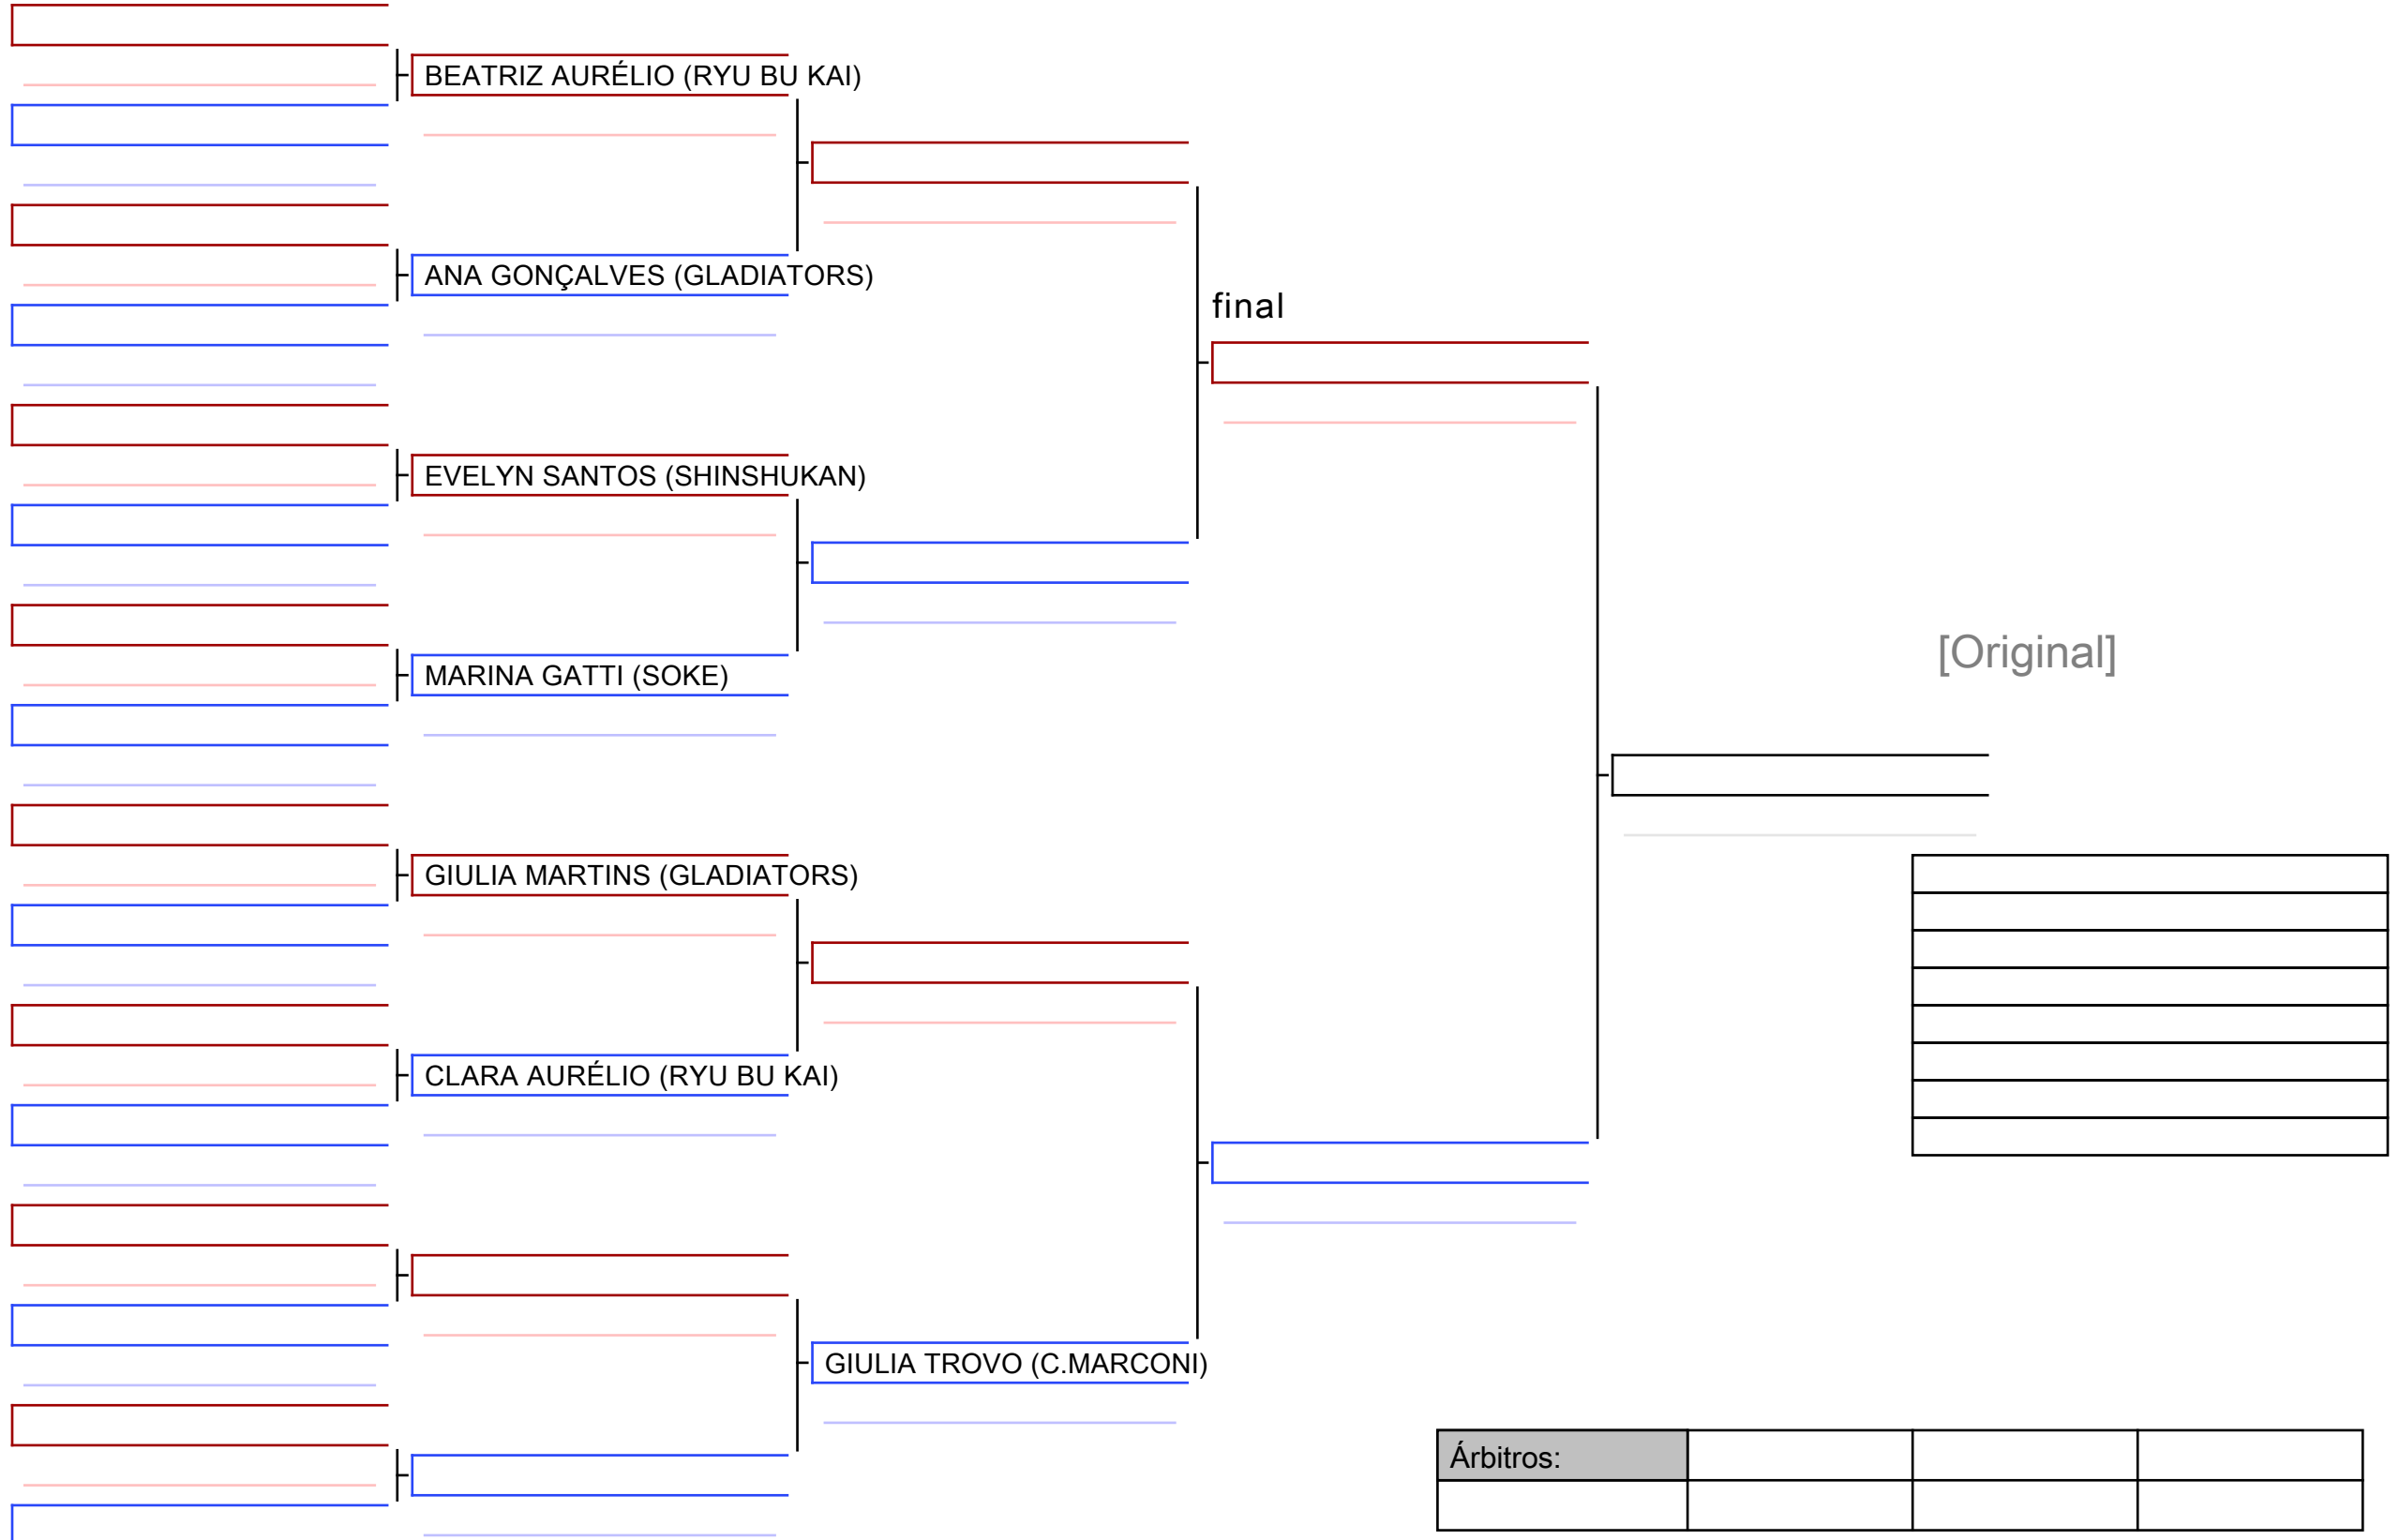 BEATRIZ AURÉLIO (RYU BU KAI)
ANA GONÇALVES (GLADIATORS)
final
EVELYN SANTOS (SHINSHUKAN)
MARINA GATTI (SOKE)
[Original]
GIULIA MARTINS (GLADIATORS)
CLARA AURÉLIO (RYU BU KAI)
GIULIA TROVO (C.MARCONI)
Árbitros: